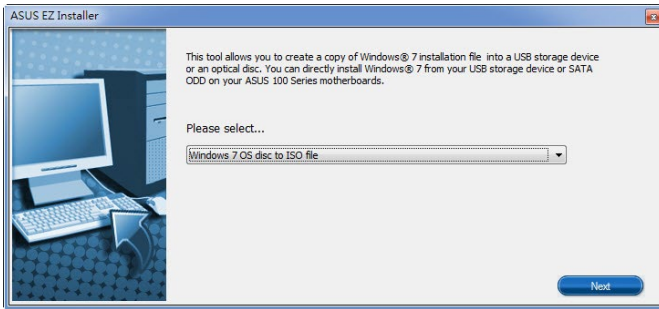 ASUS EZ Installer
This tool allows you to create a copy of Windows® 7 installation file into a USB storage device
or an optical disc. You can directly install Windows® 7 from your USB storage device or SATA
ODD on your ASUS 100 Series motherboards.
Please select...
Windows 7 OS disc to ISO file
Next